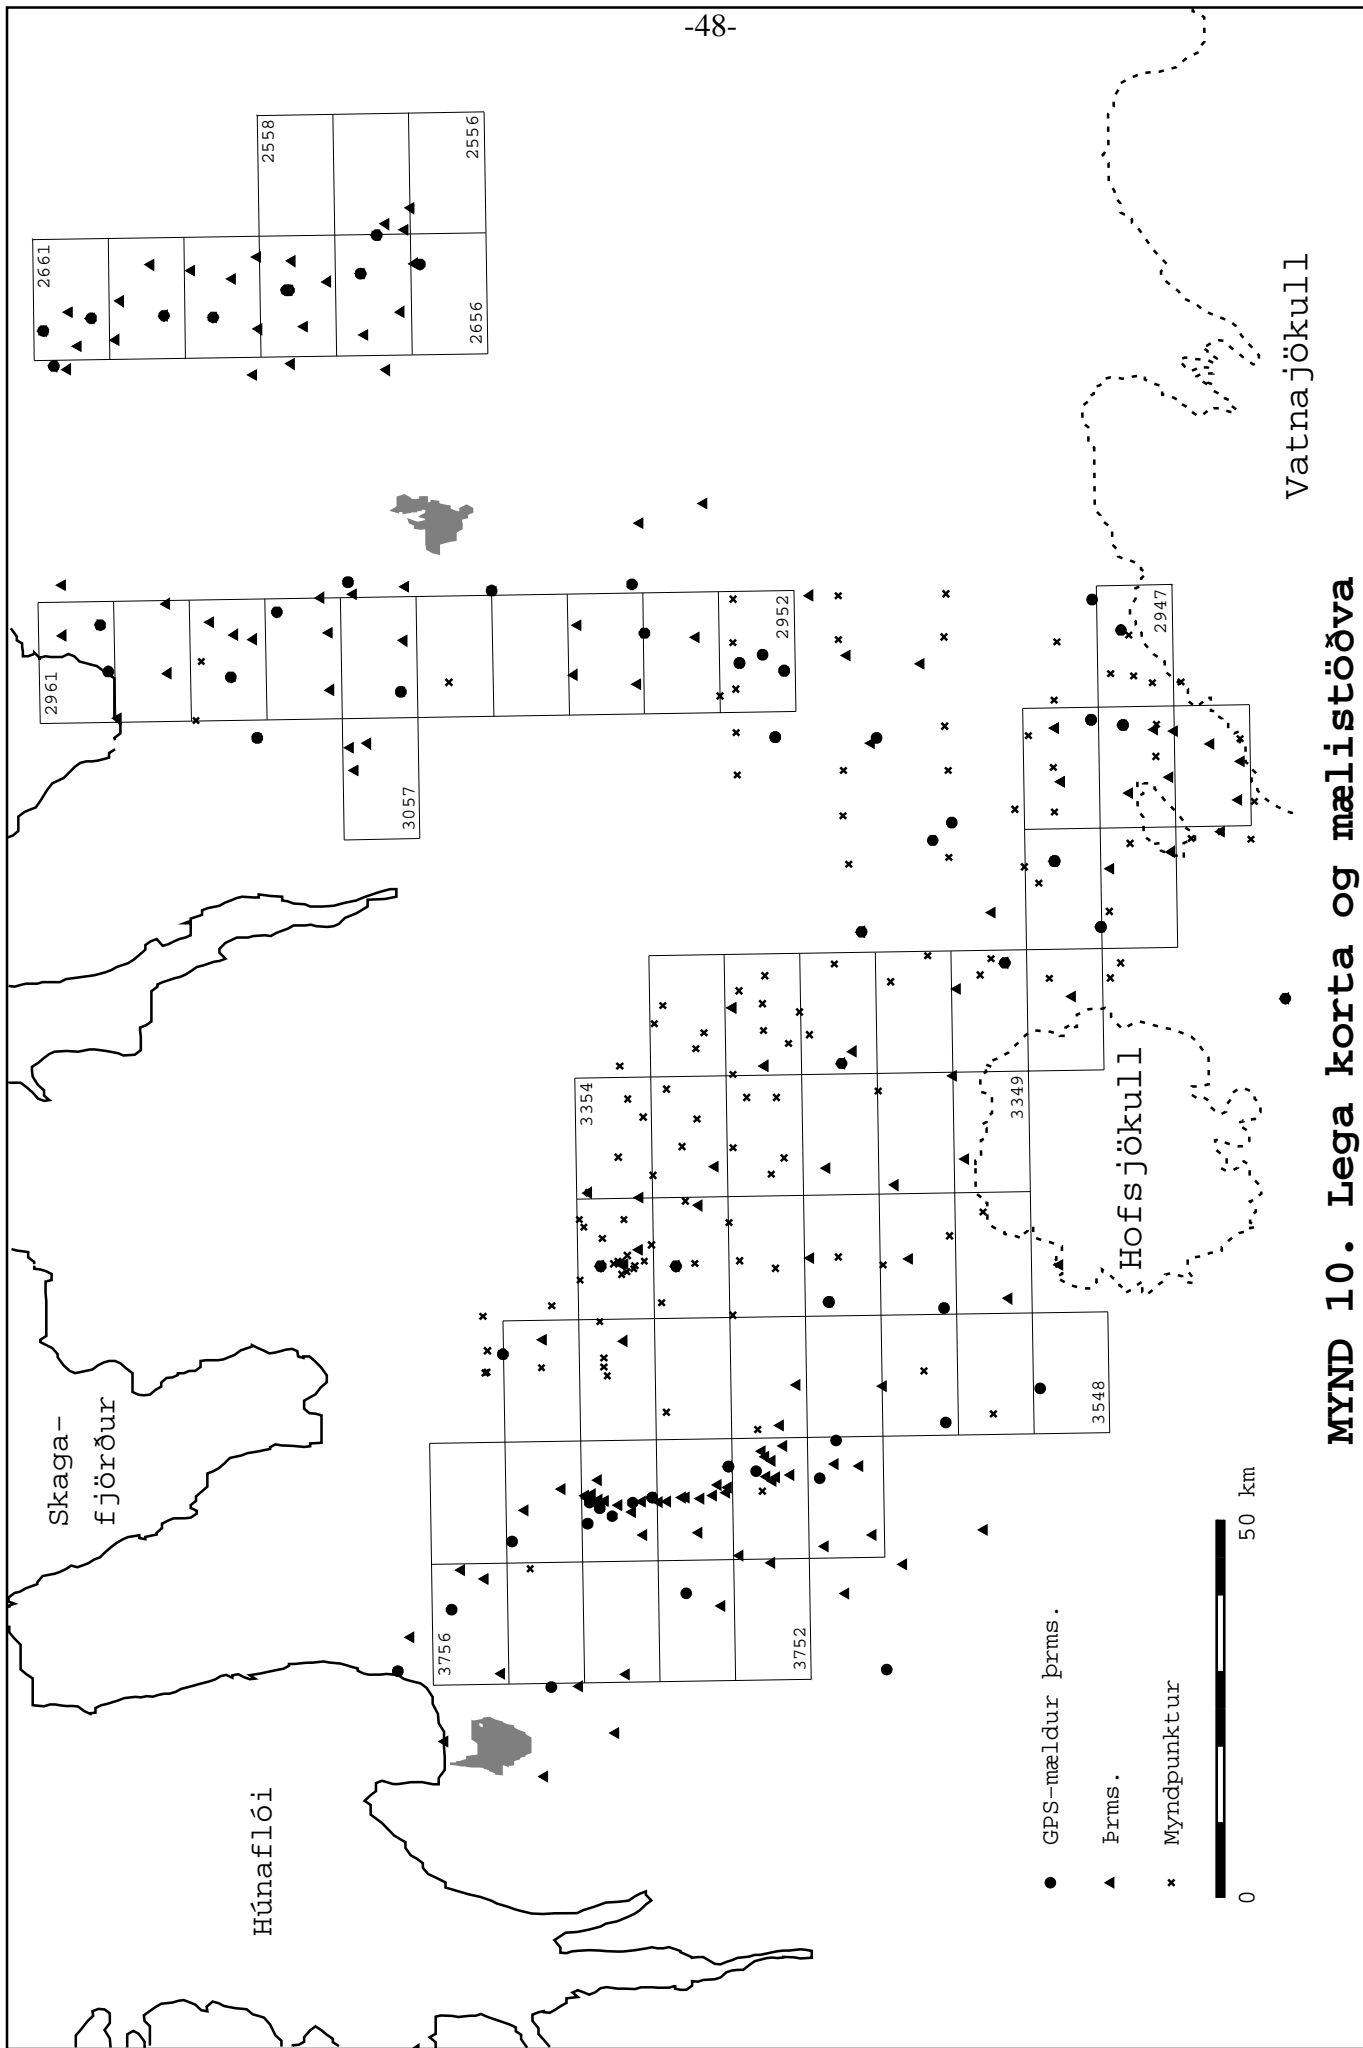 -48-
Húnaflói
Skaga-
fjörður
Hofsjökull
Vatnajökull
3756
3752
3548
3354
3349
3057
2961
2952
2947
2661
2656
2558
2556
GPS-mældur þrms.
Þrms.
Myndpunktur
0
50 km
MYND 10. Lega korta og mælistöðva